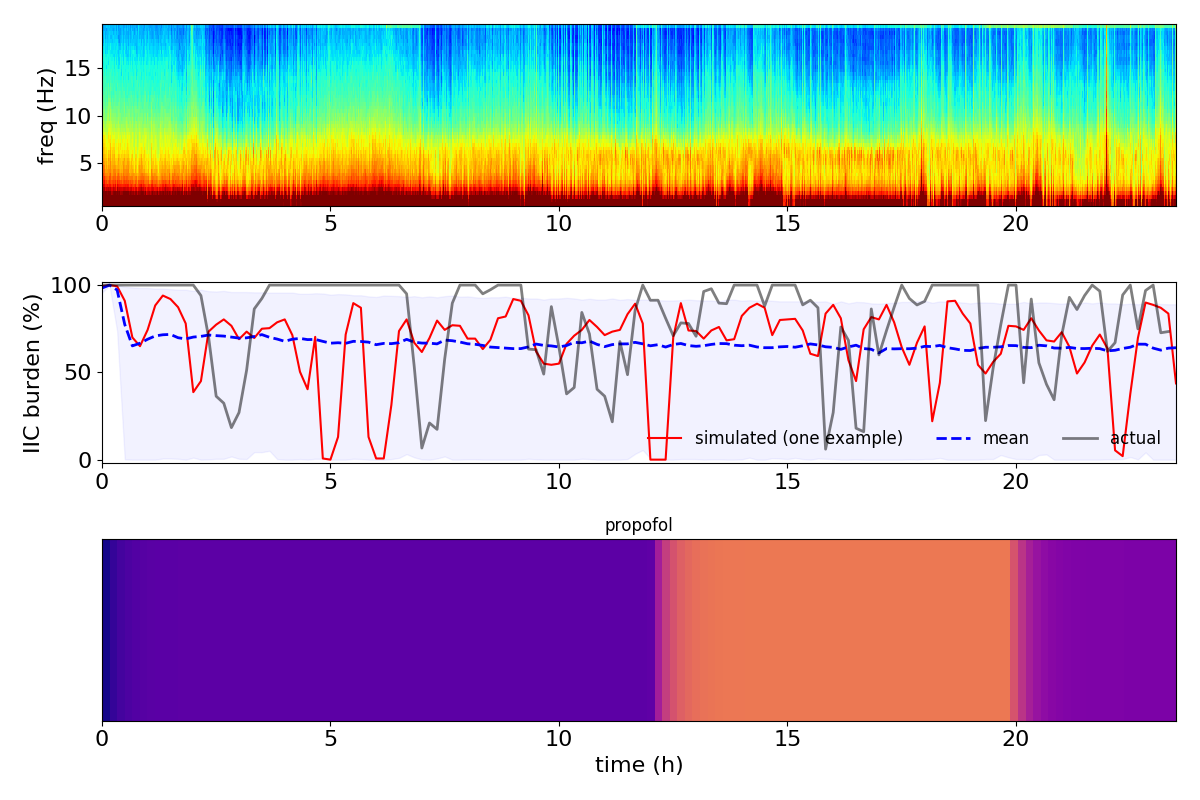 freq (Hz)
15
10
5
0 5 10 15 20
IIC burden (%)
100
50
0
simulated (one example) mean actual
0 5 10 15 20
propofol
0 5 10 15 20
time (h)